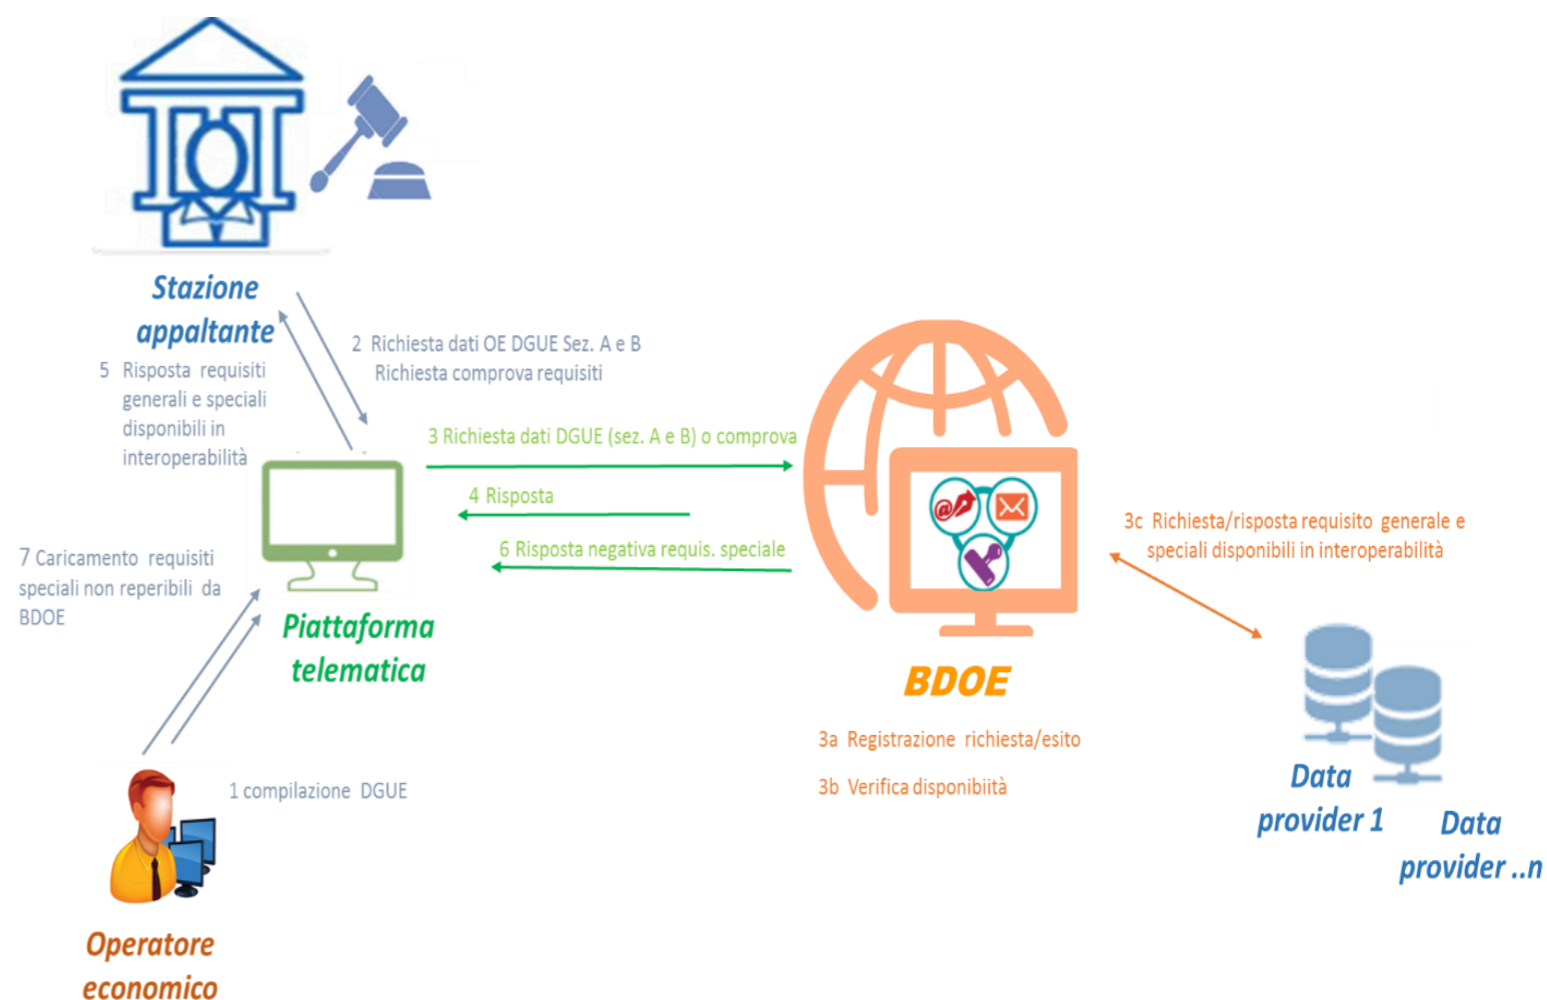 Stazione
appaltante
2 Richiesta dati OE DGUE Sez. A e B
Richiesta comprova requisiti
5 Risposta requisiti
generali e speciali
disponibili in
interoperabilità
3 Richiesta dati DGUE (sez. A e B) o comprova
4 Risposta
6 Risposta negativa requis. speciale
3c Richiesta/risposta requisito generale e
speciali disponibili in interoperabilità
7 Caricamento requisiti
speciali non reperibili da
BDOE
Piattaforma
telematica
@
BDOE
3a Registrazione richiesta/esito
3b Verifica disponibiità
1 compilazione DGUE
Data
provider 1
Data
provider ..n
Operatore
economico